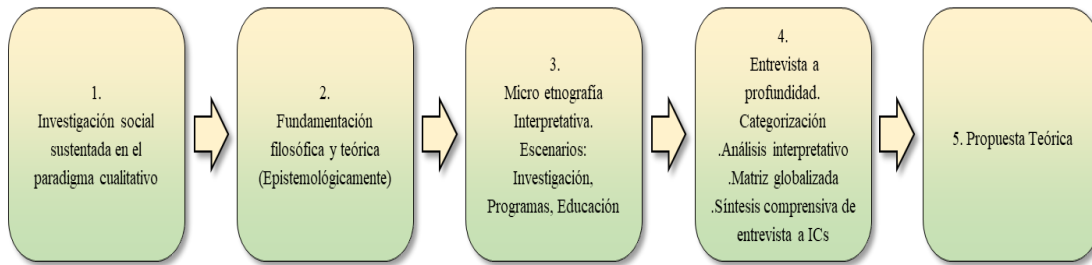 1.
Investigación social
sustentada en el
paradigma cualitativo
2.
Fundamentación
filosófica y teórica
(Epistemológicamente)
3.
Micro etnografía
Interpretativa.
Escenarios:
Investigación,
Programas, Educación
4.
Entrevista a
profundidad.
Categorización
.Análisis interpretativo
.Matriz globalizada
.Síntesis comprensiva de
entrevista a ICs
5. Propuesta Teórica